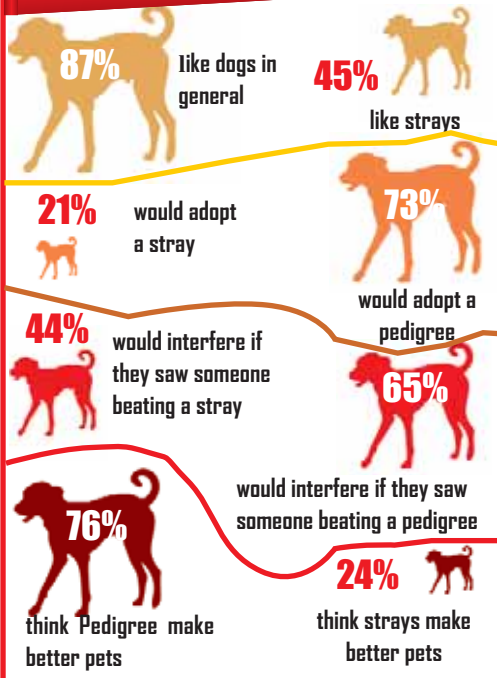 87%
like dogs in
general
45%
like strays
21%
would adopt
a stray
73%
would adopt a
pedigree
44%
would interfere if
they saw someone
beating a stray
65%
would interfere if they saw
someone beating a pedigree
76%
think Pedigree make
better pets
24%
think strays make
better pets